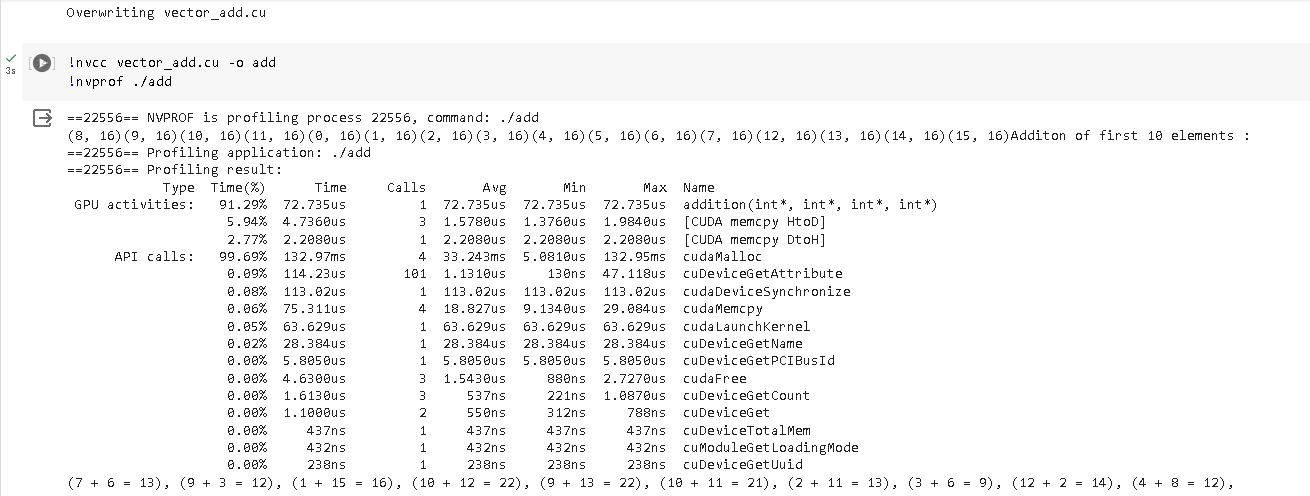 Overwriting vector_add.cu
3s
!nvcc vector_add.cu -o add
!nvprof ./add
==22556== NVPROF is profiling process 22556, command: ./add
(8, 16)(9, 16)(10, 16)(11, 16)(0, 16)(1, 16)(2, 16)(3, 16)(4, 16)(5, 16)(6, 16)(7, 16)(12, 16)(13, 16)(14, 16)(15, 16)Additon of first 10 elements :
==22556== Profiling application: ./add
==22556== Profiling result:
Type Time(%) Time Calls Avg Min Max Name
GPU activities: 91.29% 72.735us 1 72.735us 72.735us 72.735us addition(int*, int*, int*, int*)
5.94% 4.7360us 3 1.5780us 1.3760us 1.9840us [CUDA memcpy HtoD]
2.77% 2.2080us 1 2.2080us 2.2080us 2.2080us [CUDA memcpy DtoH]
API calls: 99.69% 132.97ms 4 33.243ms 5.0810us 132.95ms cudaMalloc
0.09% 114.23us 101 1.1310us 130ns 47.118us cuDeviceGetAttribute
0.08% 113.02us 1 113.02us 113.02us 113.02us cudaDeviceSynchronize
0.06% 75.311us 4 18.827us 9.1340us 29.084us cudaMemcpy
0.05% 63.629us 1 63.629us 63.629us 63.629us cudaLaunchKernel
0.02% 28.384us 1 28.384us 28.384us 28.384us cuDeviceGetName
0.00% 5.8050us 1 5.8050us 5.8050us 5.8050us cuDeviceGetPCIBusId
0.00% 4.6300us 3 1.5430us 880ns 2.7270us cudaFree
0.00% 1.6130us 3 537ns 221ns 1.0870us cuDeviceGetCount
0.00% 1.1000us 2 550ns 312ns 788ns cuDeviceGet
0.00% 437ns 1 437ns 437ns 437ns cuDeviceTotalMem
0.00% 432ns 1 432ns 432ns 432ns cuModuleGetLoadingMode
0.00% 238ns 1 238ns 238ns 238ns cuDeviceGetUuid
(7 + 6 = 13), (9 + 3 = 12), (1 + 15 = 16), (10 + 12 = 22), (9 + 13 = 22), (10 + 11 = 21), (2 + 11 = 13), (3 + 6 = 9), (12 + 2 = 14), (4 + 8 = 12),